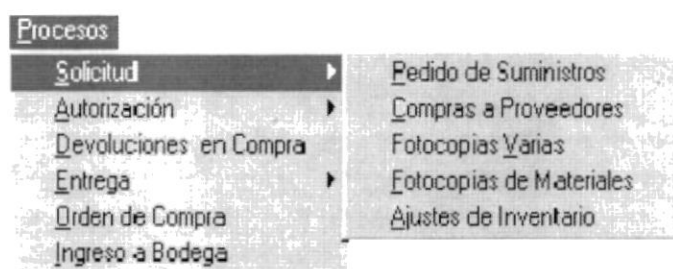 Procesos
Solicitud
Autorización
Devoluciones en Compra
Entrega
Orden de Compra
Ingreso a Bodega
Pedido de Suministros
Compras a Proveedores
Fotocopias Varias
Fotocopias de Materiales
Ajustes de Inventario